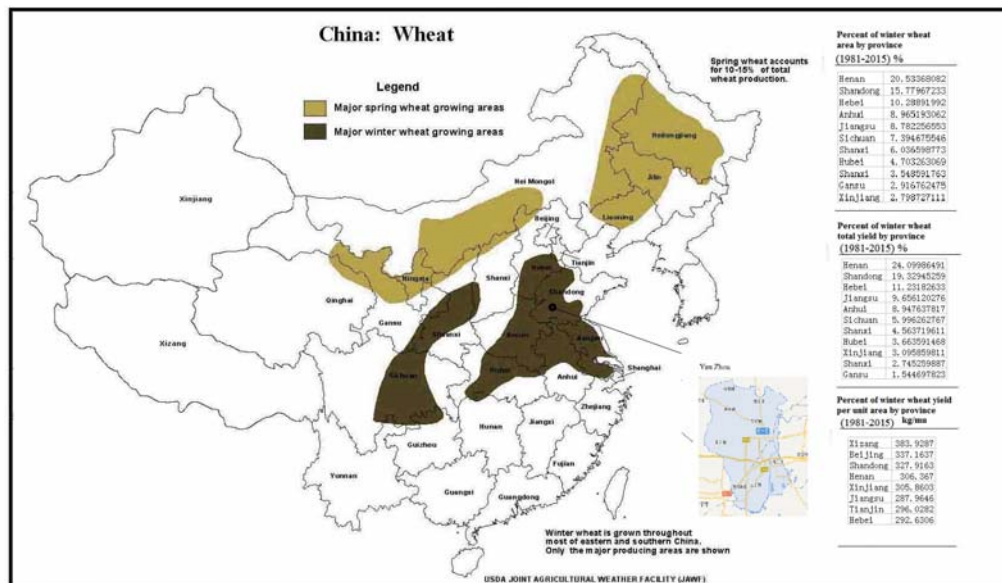 China: Wheat
Legend
Major spring wheat growing areas
Major winter wheat growing areas
Spring wheat accounts
for 10-15% of total
wheat production.
Heilongjiang
Jilin
Liaoning
Nei Mongol
Beijing
Tianjin
Xinjiang
Ningxia
Shanxi
Hebei
Shandong
Qinghai
Gansu
Shaanxi
Henan
Jiangsu
Xizang
Sichuan
Hubei
Anhui
Shanghai
Zhejiang
Hunan
Jiangxi
Guizhou
Fujian
Yunnan
Guangxi
Guangdong
Yan Zhou
Winter wheat is grown throughout
most of eastern and southern China.
Only the major producing areas are shown
USDA JOINT AGRICULTURAL WEATHER FACILITY (JAWF)
Percent of winter wheat
area by province
(1981-2015) %
Henan 20.53368082
Shandong 15.77967233
Hebei 10.28891992
Anhui 8.965193062
Jiangsu 8.782256553
Sichuan 7.394675546
Shanxi 6.036598773
Hubei 4.703263069
Shanxi 3.548591763
Gansu 2.916762475
Xinjiang 2.798727111
Percent of winter wheat
total yield by province
(1981-2015) %
Henan 24.09986491
Shandong 19.32945259
Hebei 11.23182633
Jiangsu 9.656120276
Anhui 8.947637817
Sichuan 5.996262767
Shanxi 4.563719611
Hubei 3.663591468
Xinjiang 3.095859811
Shanxi 2.745259887
Gansu 1.544697823
Percent of winter wheat yield
per unit area by province
(1981-2015) kg/mu
Xizang 383.9287
Beijing 337.1637
Shandong 327.9163
Henan 306.367
Xinjiang 305.8603
Jiangsu 287.9646
Tianjin 296.0282
Hebei 292.6306